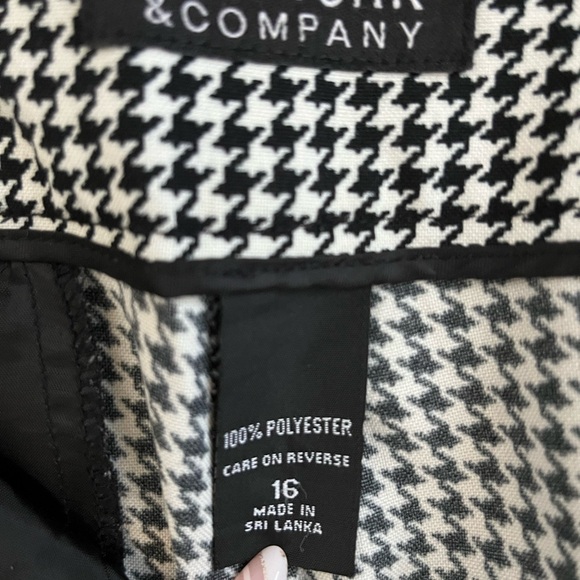 &COMPANY
100% POLYESTER
CARE ON REVERSE
16
MADE IN
SRI LANKA